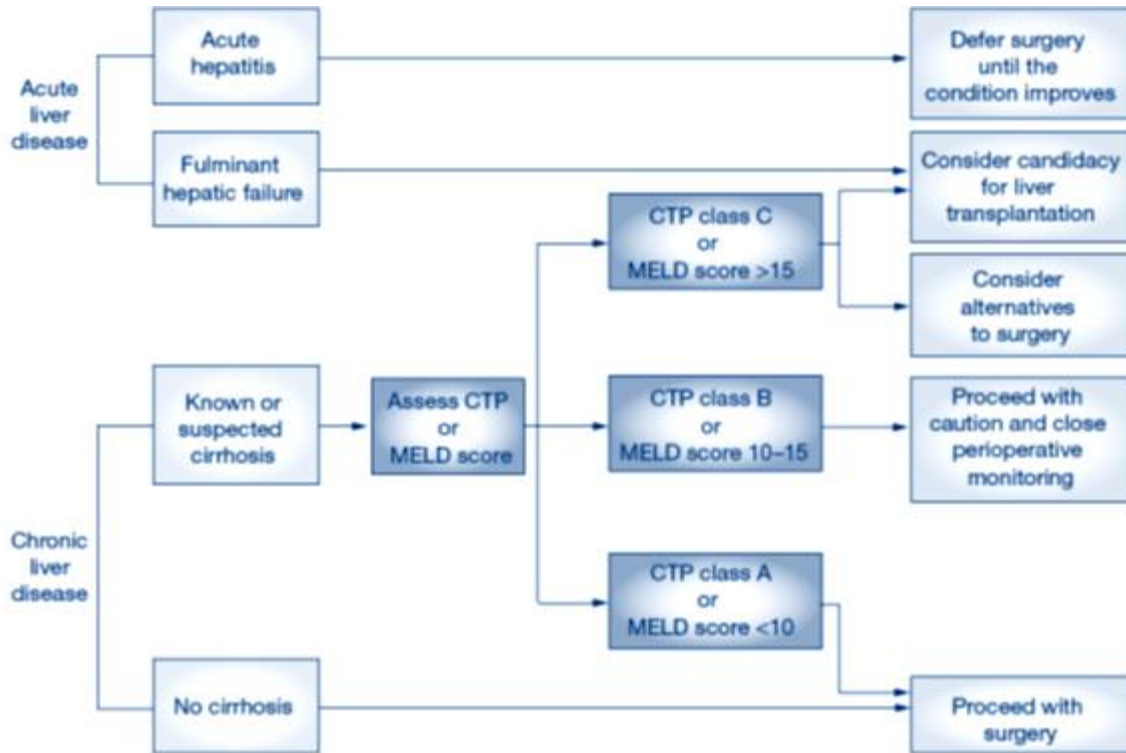 Acute
liver
disease
Acute
hepatitis
Defer surgery
until the
condition improves
Fulminant
hepatic failure
Consider candidacy
for liver
transplantation
CTP class C
or
MELD score >15
Consider
alternatives
to surgery
Chronic
liver
disease
Known or
suspected
cirrhosis
Assess CTP
or
MELD score
CTP class B
or
MELD score 10–15
Proceed with
caution and close
perioperative
monitoring
CTP class A
or
MELD score <10
No cirrhosis
Proceed with
surgery